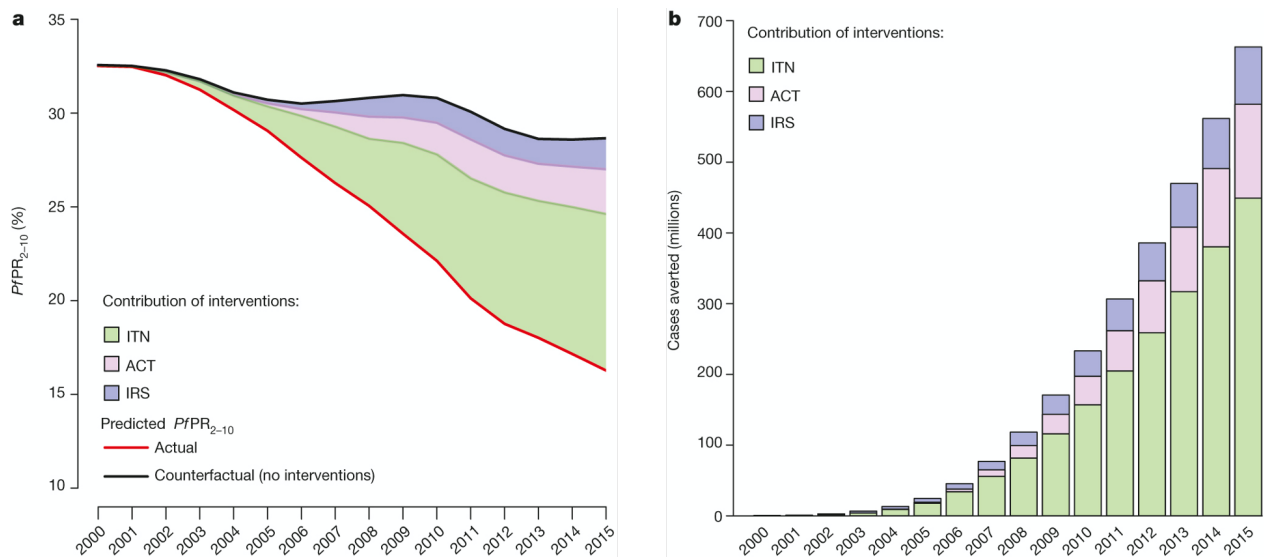 a
35
30
25
20
15
10
PfPR2–10 (%)
Contribution of interventions:
ITN
ACT
IRS
Predicted PfPR2–10
Actual
Counterfactual (no interventions)
2000 2001 2002 2003 2004 2005 2006 2007 2008 2009 2010 2011 2012 2013 2014 2015
b
700
600
500
400
300
200
100
0
Cases averted (millions)
Contribution of interventions:
ITN
ACT
IRS
2000 2001 2002 2003 2004 2005 2006 2007 2008 2009 2010 2011 2012 2013 2014 2015